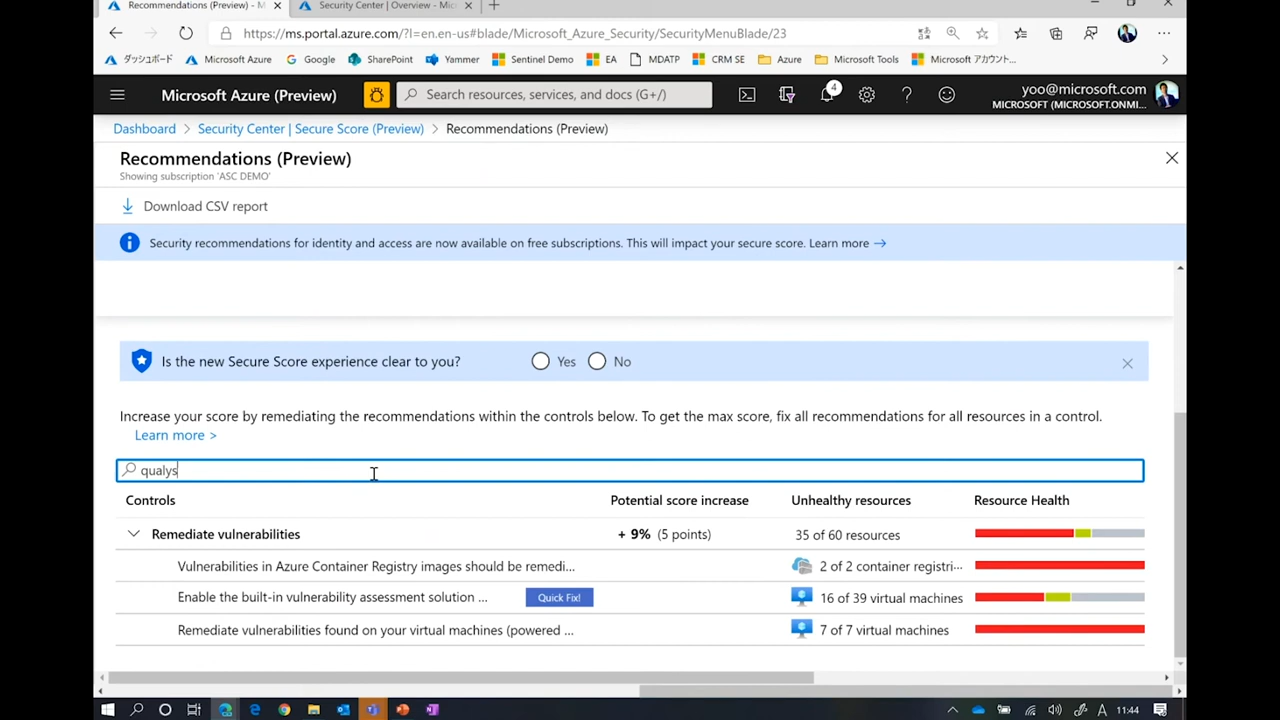 Recommendations (Preview) - M
Security Center | Overview - Mic
https://ms.portal.azure.com/?l=en.en-us#blade/Microsoft_Azure_Security/SecurityMenuBlade/23
ダッシュボード Microsoft Azure Google SharePoint Yammer Sentinel Demo EA MDATP CRM SE Azure Microsoft Tools Microsoft アカウント...
Microsoft Azure (Preview) Search resources, services, and docs (G+/) 4 yoo@microsoft.com
MICROSOFT (MICROSOFT.ONMI...
Dashboard > Security Center | Secure Score (Preview) > Recommendations (Preview)
Recommendations (Preview)
Showing subscription 'ASC DEMO'
Download CSV report
Security recommendations for identity and access are now available on free subscriptions. This will impact your secure score. Learn more →
Is the new Secure Score experience clear to you? Yes No
Increase your score by remediating the recommendations within the controls below. To get the max score, fix all recommendations for all resources in a control.
Learn more >
qualys
Controls Potential score increase Unhealthy resources Resource Health
Remediate vulnerabilities + 9% (5 points) 35 of 60 resources
Vulnerabilities in Azure Container Registry images should be remedi... 2 of 2 container registri...
Enable the built-in vulnerability assessment solution ... Quick Fix! 16 of 39 virtual machines
Remediate vulnerabilities found on your virtual machines (powered ... 7 of 7 virtual machines
A 11:44